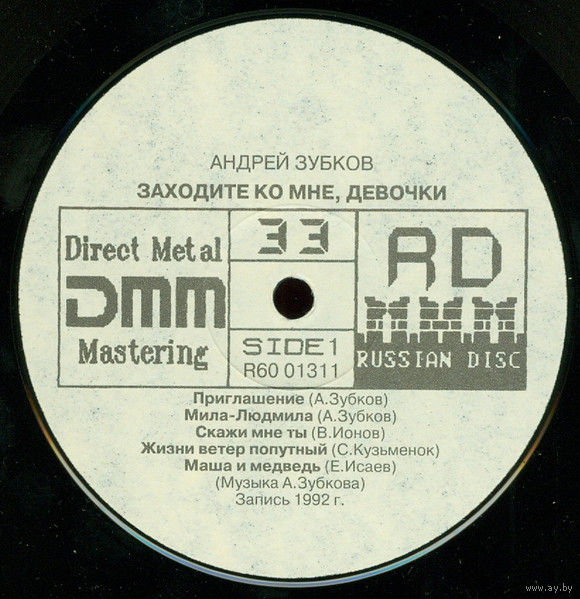 АНДРЕЙ ЗУБКОВ
ЗАХОДИТЕ КО МНЕ, ДЕВОЧКИ
Direct Metal
DMM
Mastering
33
SIDE 1
R60 01311
RD
RUSSIAN DISC
Приглашение (А.Зубков)
Мила-Людмила (А.Зубков)
Скажи мне ты (В.Ионов)
Жизни ветер попутный (С.Кузьменок)
Маша и медведь (Е.Исаев)
(Музыка А.Зубкова)
Запись 1992 г.
www.ay.by